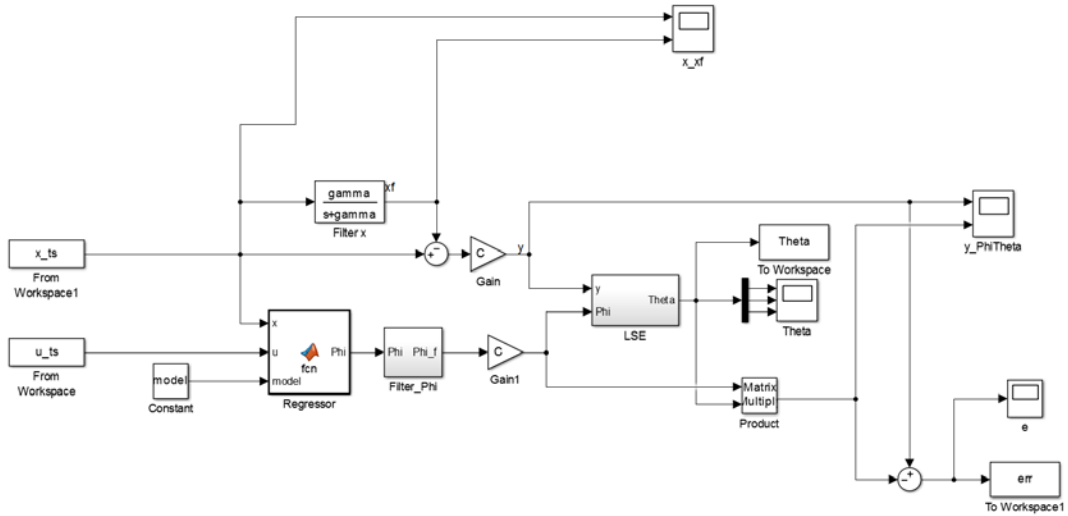 x_xf
gamma
s+gamma
xf
Filter x
x_ts
From
Workspace1
−
+
C
Gain
y
y_PhiTheta
Theta
To Workspace
y
Phi
Theta
LSE
Theta
u_ts
From
Workspace
model
Constant
x
u
model
fcn
Phi
Regressor
Phi
Phi_f
Filter_Phi
C
Gain1
Matrix
Multipl
Product
e
+
−
err
To Workspace1